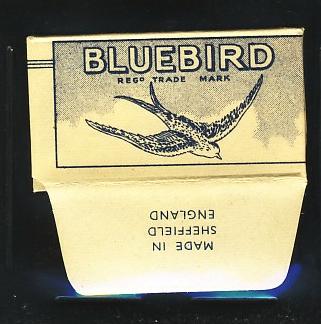 BLUEBIRD
REGD TRADE MARK
MADE IN
SHEFFIELD
ENGLAND